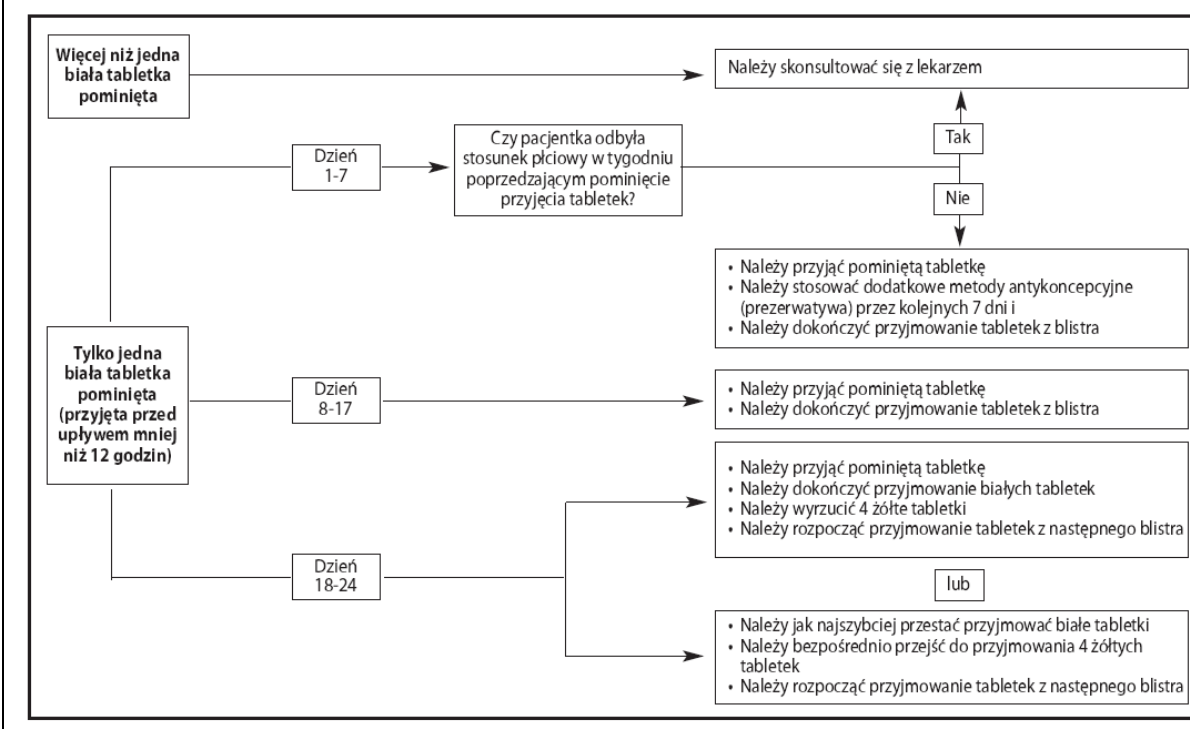 Więcej niż jedna
biała tabletka
pominięta
Należy skonsultować się z lekarzem
Tak
Dzień
1-7
Czy pacjentka odbyła
stosunek płciowy w tygodniu
poprzedzającym pominięcie
przyjęcia tabletek?
Nie
• Należy przyjąć pominiętą tabletkę
• Należy stosować dodatkowe metody antykoncepcyjne
(prezerwatywa) przez kolejnych 7 dni i
• Należy dokończyć przyjmowanie tabletek z blistra
Tylko jedna
biała tabletka
pominięta
(przyjęta przed
upływem mniej
niż 12 godzin)
Dzień
8-17
• Należy przyjąć pominiętą tabletkę
• Należy dokończyć przyjmowanie tabletek z blistra
Dzień
18-24
• Należy przyjąć pominiętą tabletkę
• Należy dokończyć przyjmowanie białych tabletek
• Należy wyrzucić 4 żółte tabletki
• Należy rozpocząć przyjmowanie tabletek z następnego blistra
lub
• Należy jak najszybciej przestać przyjmować białe tabletki
• Należy bezpośrednio przejść do przyjmowania 4 żółtych
tabletek
• Należy rozpocząć przyjmowanie tabletek z następnego blistra